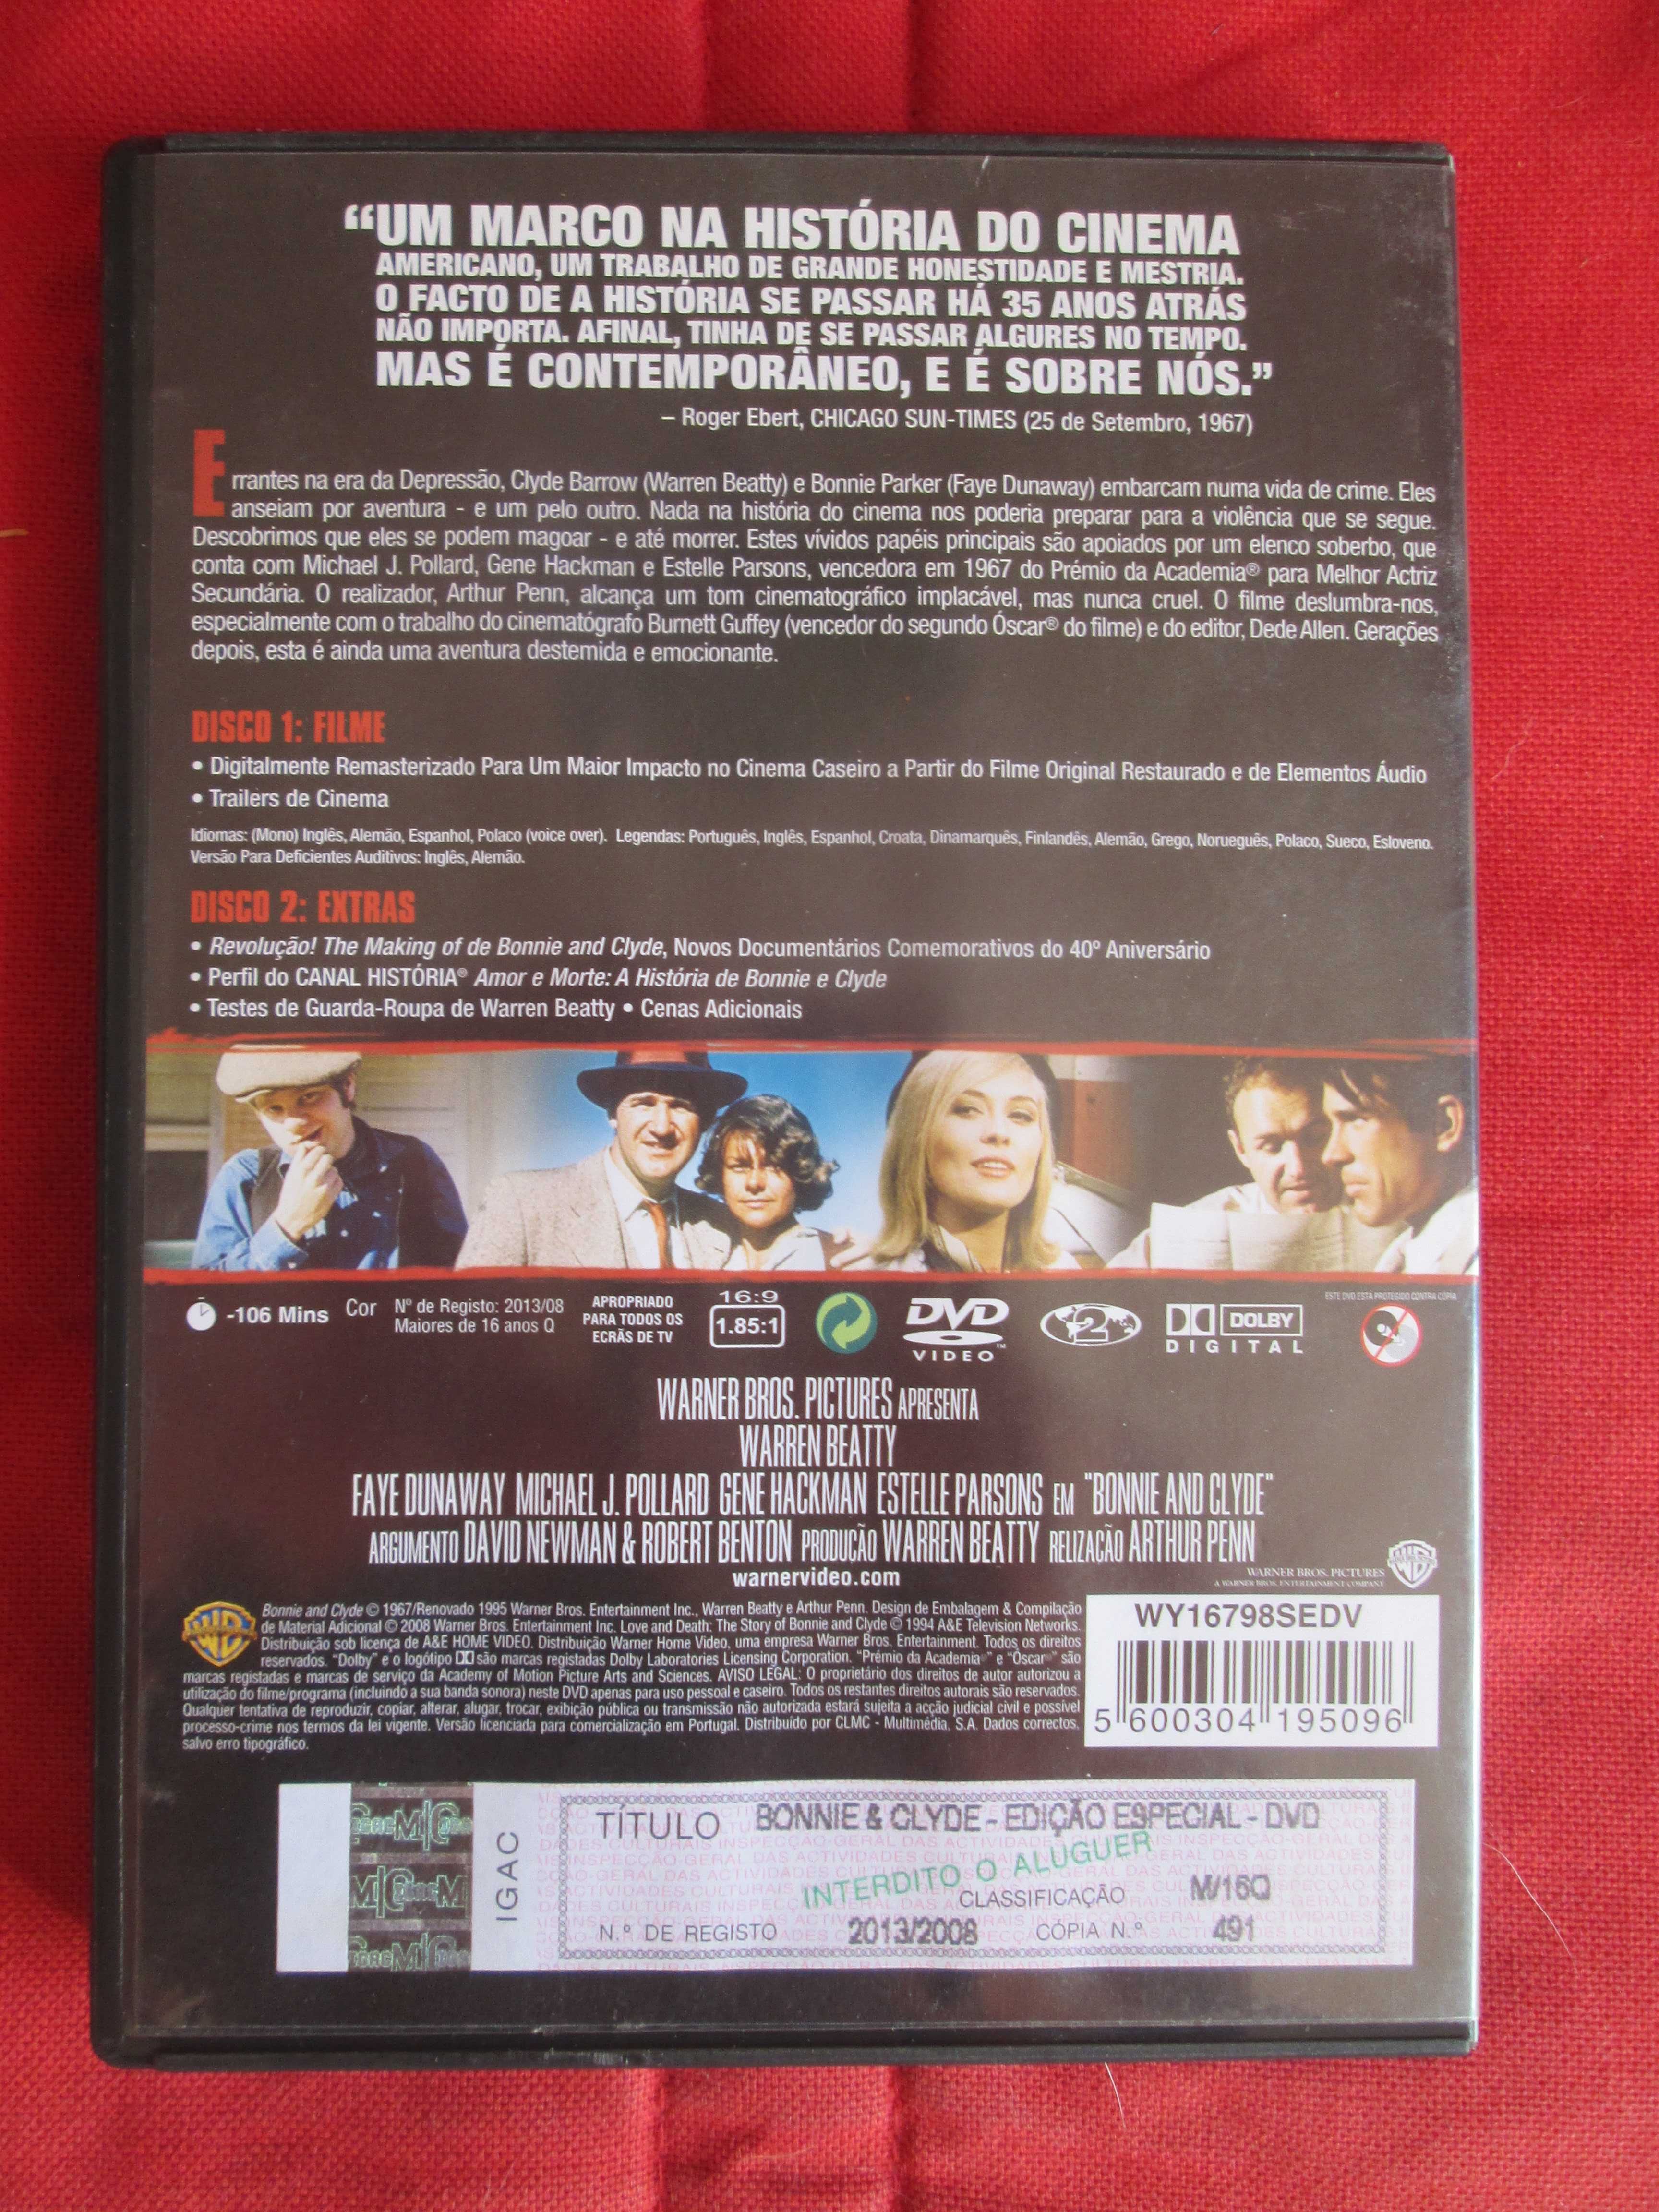 “UM MARCO NA HISTÓRIA DO CINEMA
AMERICANO, UM TRABALHO DE GRANDE HONESTIDADE E MESTRIA.
O FACTO DE A HISTÓRIA SE PASSAR HÁ 35 ANOS ATRÁS
NÃO IMPORTA. AFINAL, TINHA DE SE PASSAR ALGURES NO TEMPO.
MAS É CONTEMPORÂNEO, E É SOBRE NÓS.”
– Roger Ebert, CHICAGO SUN-TIMES (25 de Setembro, 1967)
Errantes na era da Depressão, Clyde Barrow (Warren Beatty) e Bonnie Parker (Faye Dunaway) embarcam numa vida de crime. Eles
anseiam por aventura - e um pelo outro. Nada na história do cinema nos poderia preparar para a violência que se segue.
Descobrimos que eles se podem magoar - e até morrer. Estes vívidos papéis principais são apoiados por um elenco soberbo, que
conta com Michael J. Pollard, Gene Hackman e Estelle Parsons, vencedora em 1967 do Prémio da Academia® para Melhor Actriz
Secundária. O realizador, Arthur Penn, alcança um tom cinematográfico implacável, mas nunca cruel. O filme deslumbra-nos,
especialmente com o trabalho do cinematógrafo Burnett Guffey (vencedor do segundo Óscar® do filme) e do editor, Dede Allen. Gerações
depois, esta é ainda uma aventura destemida e emocionante.
DISCO 1: FILME
• Digitalmente Remasterizado Para Um Maior Impacto no Cinema Caseiro a Partir do Filme Original Restaurado e de Elementos Áudio
• Trailers de Cinema
Idiomas: (Mono) Inglês, Alemão, Espanhol, Polaco (voice over). Legendas: Português, Inglês, Espanhol, Croata, Dinamarquês, Finlandês, Alemão, Grego, Norueguês, Polaco, Sueco, Esloveno.
Versão Para Deficientes Auditivos: Inglês, Alemão.
DISCO 2: EXTRAS
• Revolução! The Making of de Bonnie and Clyde, Novos Documentários Comemorativos do 40º Aniversário
• Perfil do CANAL HISTÓRIA® Amor e Morte: A História de Bonnie e Clyde
• Testes de Guarda-Roupa de Warren Beatty • Cenas Adicionais
-106 Mins Cor
Nº de Registo: 2013/08
Maiores de 16 anos Q
APROPRIADO
PARA TODOS OS
ECRÃS DE TV
16:9
1.85:1
DVD
VIDEO™
2
DOLBY
DIGITAL
ESTE DVD ESTA PROTEGIDO CONTRA COPIA
WARNER BROS. PICTURES APRESENTA
WARREN BEATTY
FAYE DUNAWAY MICHAEL J. POLLARD GENE HACKMAN ESTELLE PARSONS EM "BONNIE AND CLYDE"
ARGUMENTO DAVID NEWMAN & ROBERT BENTON PRODUÇÃO WARREN BEATTY RELIZAÇÃO ARTHUR PENN
warnervideo.com
WARNER BROS. PICTURES
A WARNER BROS. ENTERTAINMENT COMPANY
Bonnie and Clyde © 1967/Renovado 1995 Warner Bros. Entertainment Inc., Warren Beatty e Arthur Penn. Design de Embalagem & Compilação
de Material Adicional © 2008 Warner Bros. Entertainment Inc. Love and Death: The Story of Bonnie and Clyde © 1994 A&E Television Networks.
Distribuição sob licença de A&E HOME VIDEO. Distribuição Warner Home Video, uma empresa Warner Bros. Entertainment. Todos os direitos
reservados. “Dolby” e o logótipo são marcas registadas Dolby Laboratories Licensing Corporation. “Prémio da Academia®” e “Óscar®” são
marcas registadas e marcas de serviço da Academy of Motion Picture Arts and Sciences. AVISO LEGAL: O proprietário dos direitos de autor autorizou a
utilização do filme/programa (incluindo a sua banda sonora) neste DVD apenas para uso pessoal e caseiro. Todos os restantes direitos autorais são reservados.
Qualquer tentativa de reproduzir, copiar, alterar, alugar, trocar, exibição pública ou transmissão não autorizada estará sujeita a acção judicial civil e possível
processo-crime nos termos da lei vigente. Versão licenciada para comercialização em Portugal. Distribuído por CLMC - Multimédia, S.A. Dados correctos,
salvo erro tipográfico.
WY16798SEDV
5 600304 195096
IGAC
TÍTULO BONNIE & CLYDE - EDIÇÃO ESPECIAL - DVD
INTERDITO O ALUGUER
CLASSIFICAÇÃO M/16Q
N.º DE REGISTO 2013/2008 CÓPIA N.º 491